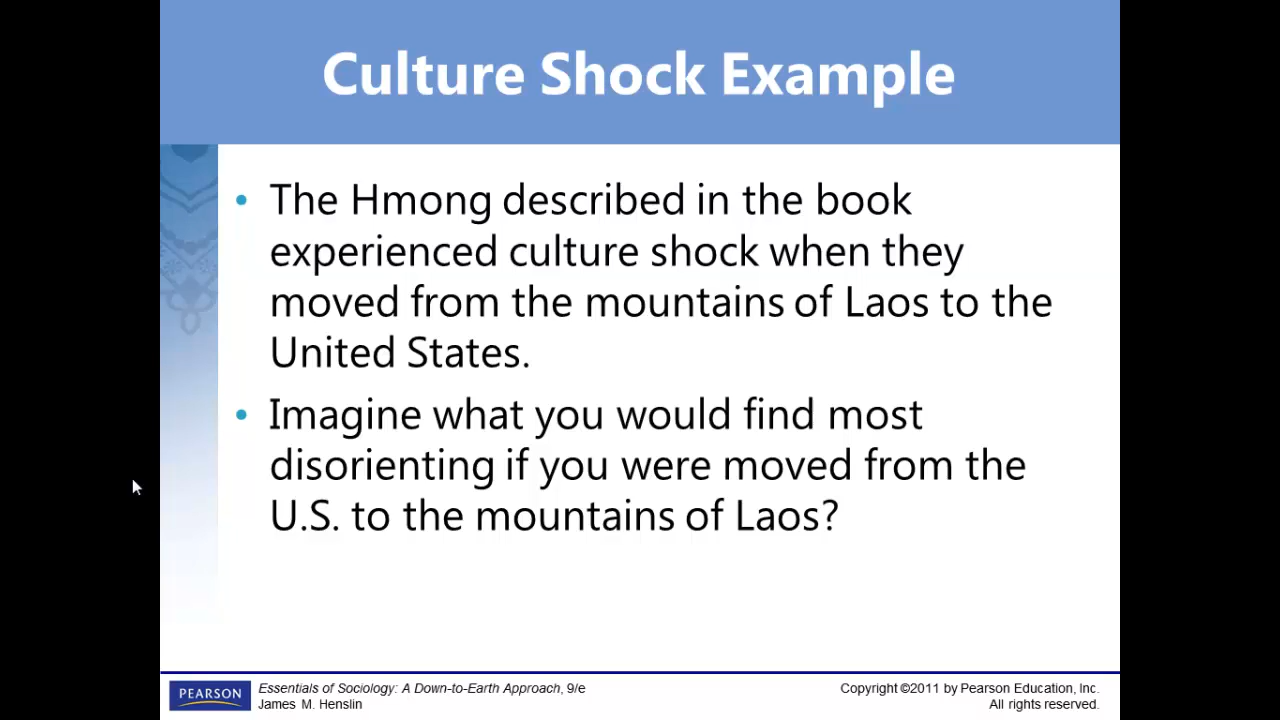 Culture Shock Example
• The Hmong described in the book
experienced culture shock when they
moved from the mountains of Laos to the
United States.
• Imagine what you would find most
disorienting if you were moved from the
U.S. to the mountains of Laos?
PEARSON
Essentials of Sociology: A Down-to-Earth Approach, 9/e
James M. Henslin
Copyright ©2011 by Pearson Education, Inc.
All rights reserved.